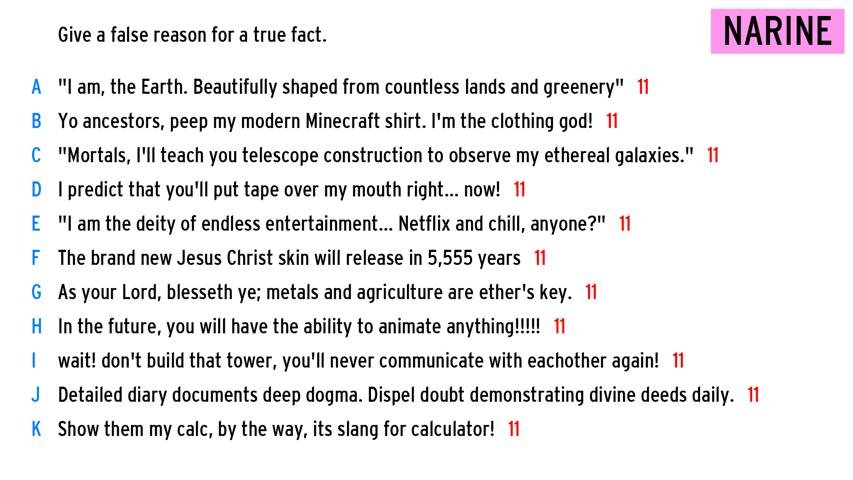 Give a false reason for a true fact.
NARINE
A "I am, the Earth. Beautifully shaped from countless lands and greenery" 11
B Yo ancestors, peep my modern Minecraft shirt. I'm the clothing god! 11
C "Mortals, I'll teach you telescope construction to observe my ethereal galaxies." 11
D I predict that you'll put tape over my mouth right... now! 11
E "I am the deity of endless entertainment... Netflix and chill, anyone?" 11
F The brand new Jesus Christ skin will release in 5,555 years 11
G As your Lord, blesseth ye; metals and agriculture are ether's key. 11
H In the future, you will have the ability to animate anything!!!!! 11
I wait! don't build that tower, you'll never communicate with eachother again! 11
J Detailed diary documents deep dogma. Dispel doubt demonstrating divine deeds daily. 11
K Show them my calc, by the way, its slang for calculator! 11